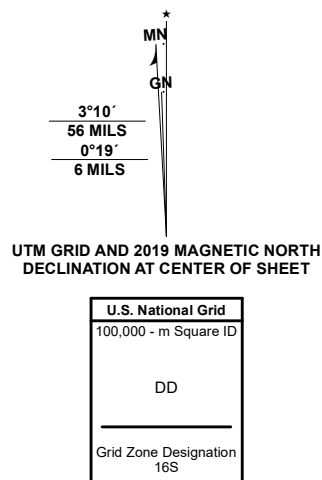 MN
GN
3°10´
56 MILS
0°19´
6 MILS
UTM GRID AND 2019 MAGNETIC NORTH
DECLINATION AT CENTER OF SHEET
U.S. National Grid
100,000 - m Square ID
DD
Grid Zone Designation
16S